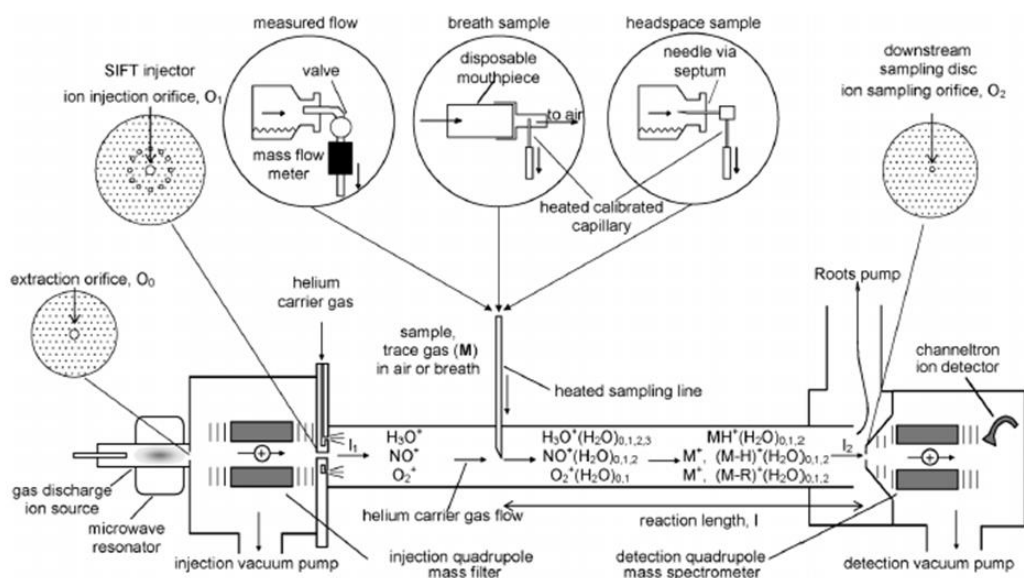 measured flow
breath sample
headspace sample
SIFT injector
ion injection orifice, O₁
valve
mass flow
meter
disposable
mouthpiece
to air
needle via
septum
heated calibrated
capillary
downstream
sampling disc
ion sampling orifice, O₂
extraction orifice, O₀
helium
carrier gas
sample,
trace gas (M)
in air or breath
heated sampling line
Roots pump
channeltron
ion detector
I₁
H₃O⁺
NO⁺
O₂⁺
H₃O⁺(H₂O)₀,₁,₂,₃
NO⁺(H₂O)₀,₁,₂
O₂⁺(H₂O)₀,₁
MH⁺(H₂O)₀,₁,₂
M⁺, (M-H)⁺(H₂O)₀,₁,₂
M⁺, (M-R)⁺(H₂O)₀,₁,₂
I₂
gas discharge
ion source
microwave
resonator
helium carrier gas flow
reaction length, l
injection vacuum pump
injection quadrupole
mass filter
detection quadrupole
mass spectrometer
detection vacuum pump